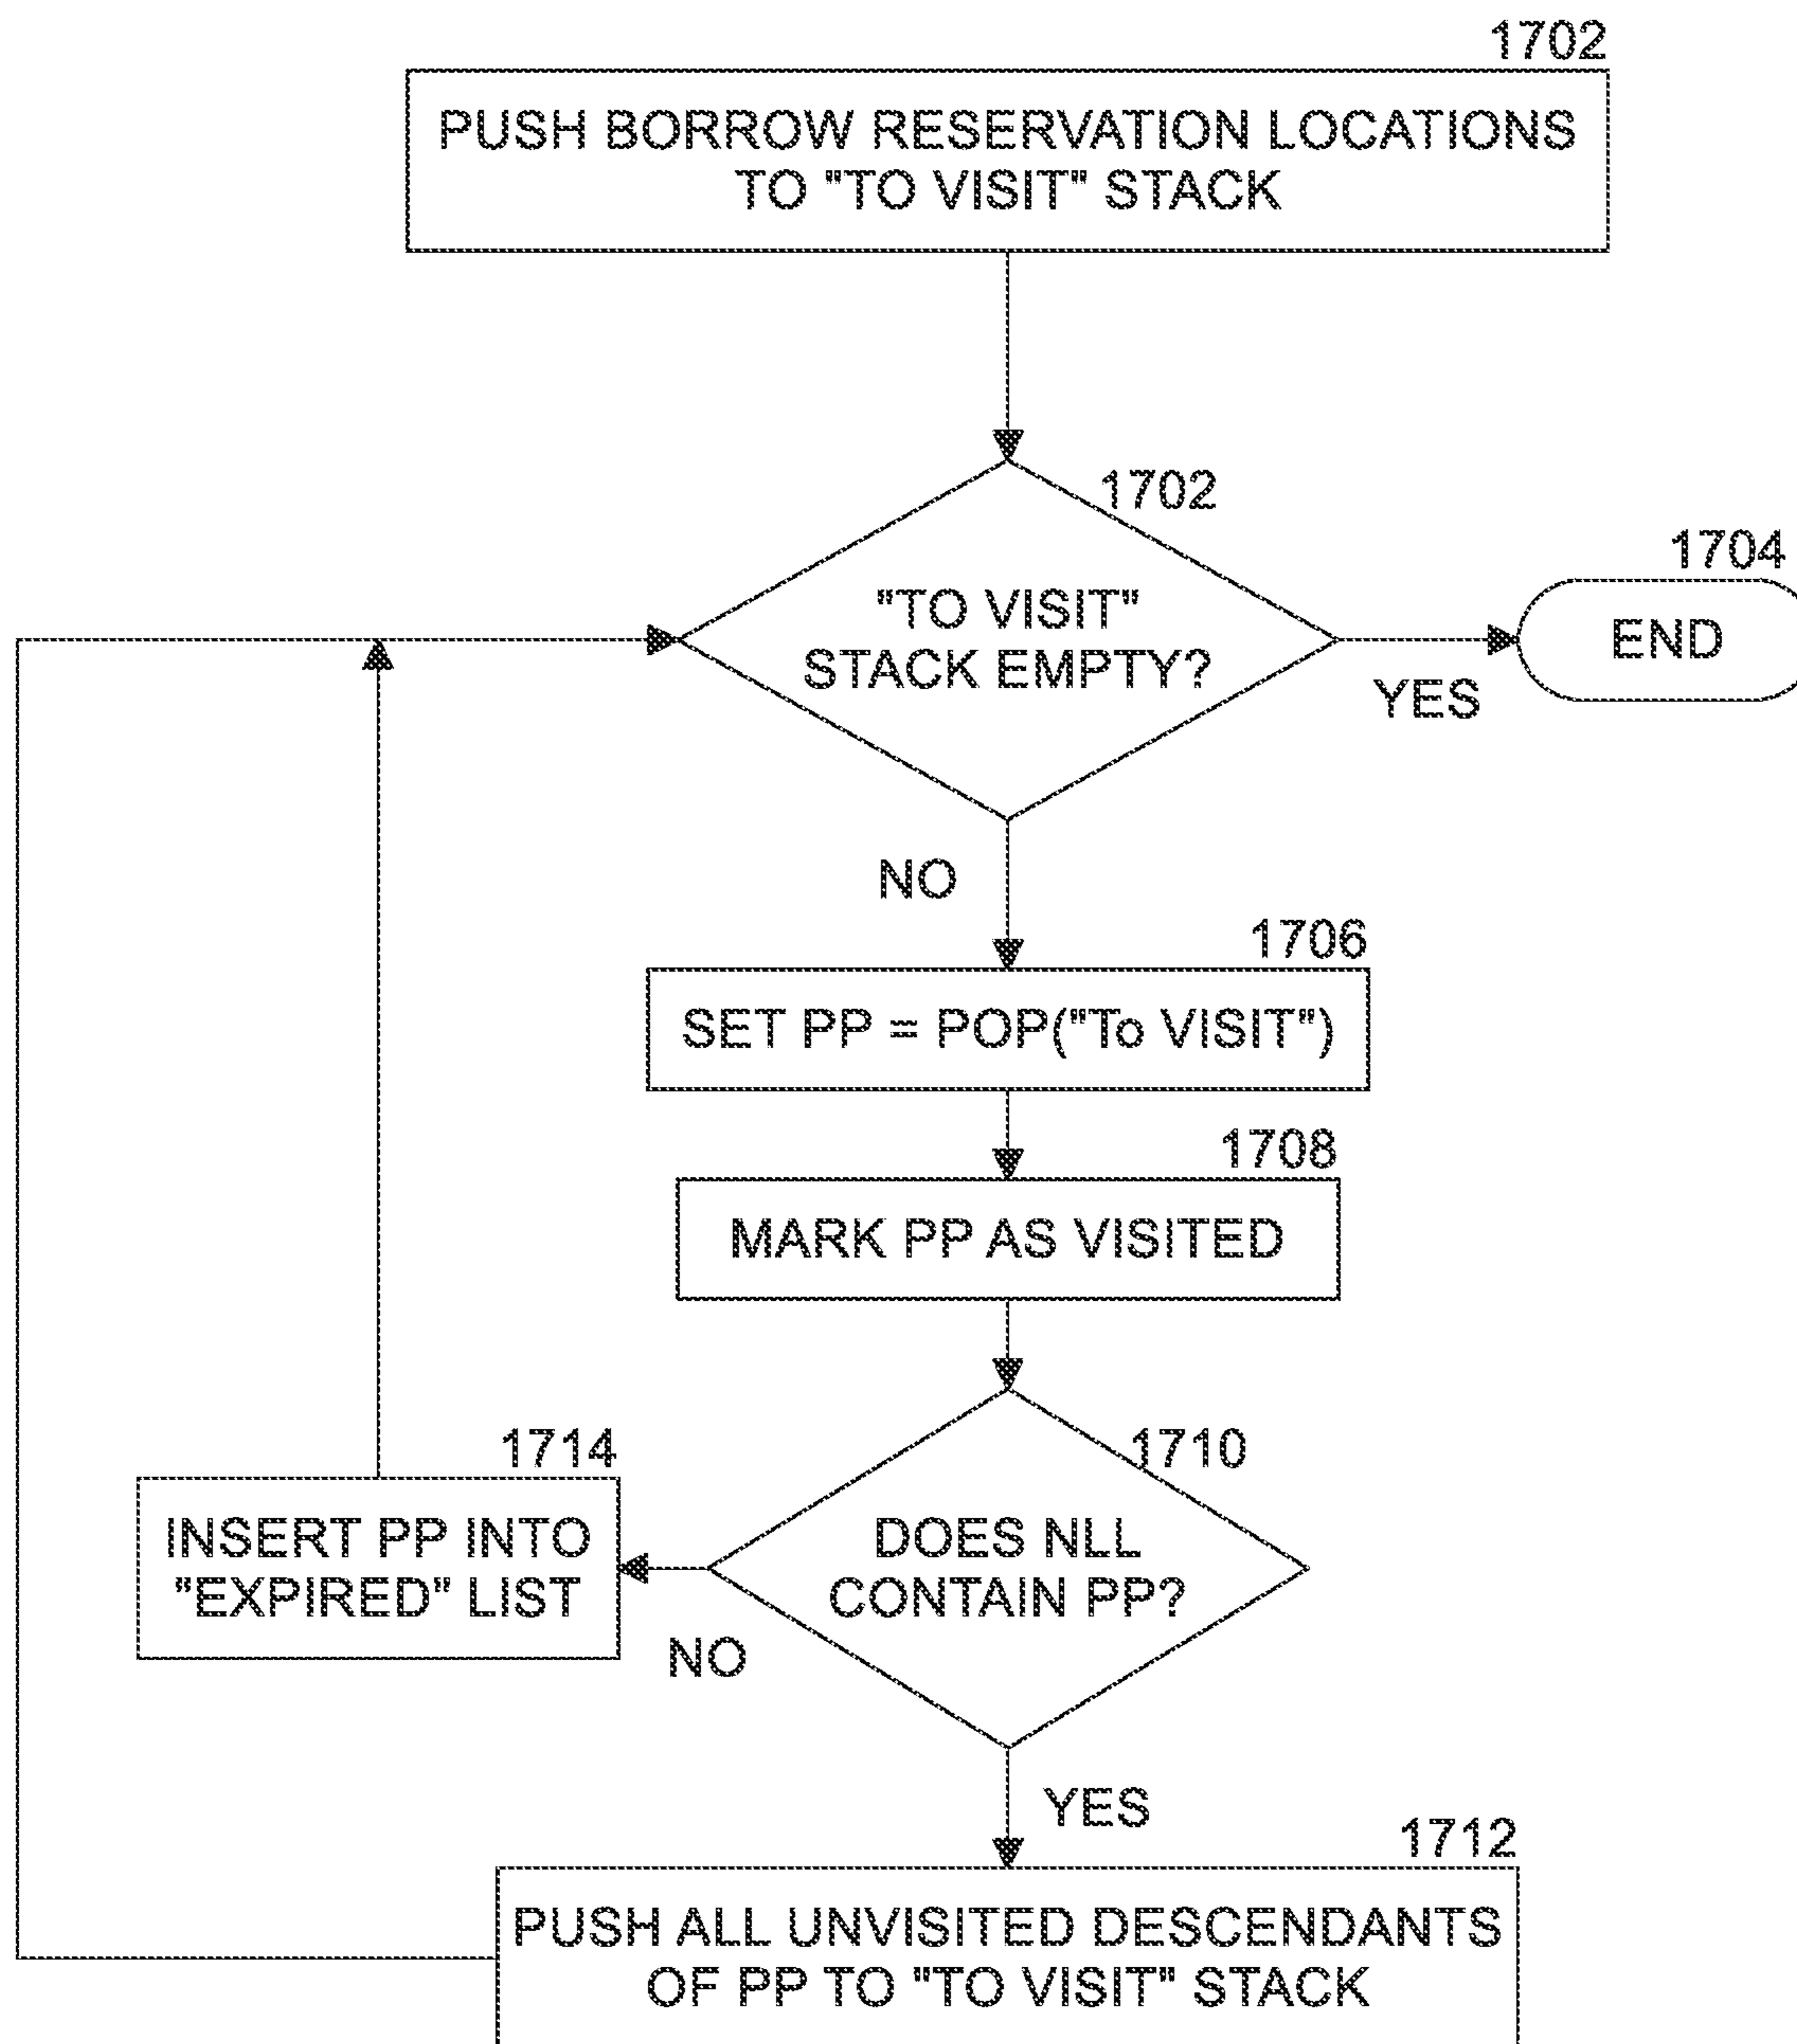 1702
PUSH BORROW RESERVATION LOCATIONS
TO "TO VISIT" STACK
1702
"TO VISIT"
STACK EMPTY?
1704
END
YES
NO
1706
SET PP = POP("To VISIT")
1708
MARK PP AS VISITED
1714
INSERT PP INTO
"EXPIRED" LIST
1710
DOES NLL
CONTAIN PP?
NO
YES
1712
PUSH ALL UNVISITED DESCENDANTS
OF PP TO "TO VISIT" STACK